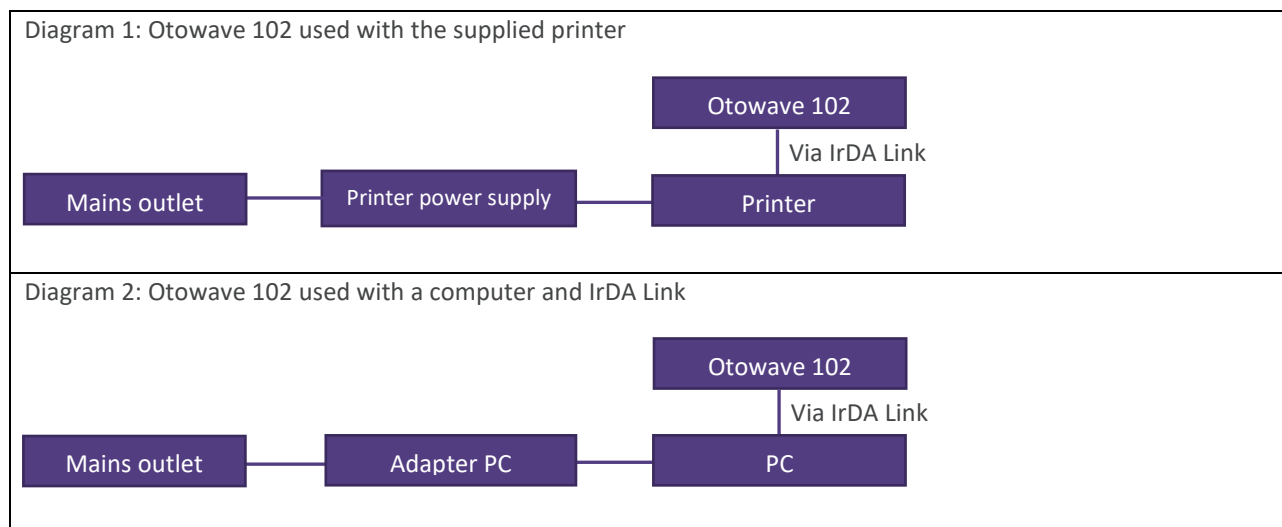 Diagram 1: Otowave 102 used with the supplied printer
Otowave 102
Via IrDA Link
Mains outlet
Printer power supply
Printer
Diagram 2: Otowave 102 used with a computer and IrDA Link
Otowave 102
Via IrDA Link
Mains outlet
Adapter PC
PC